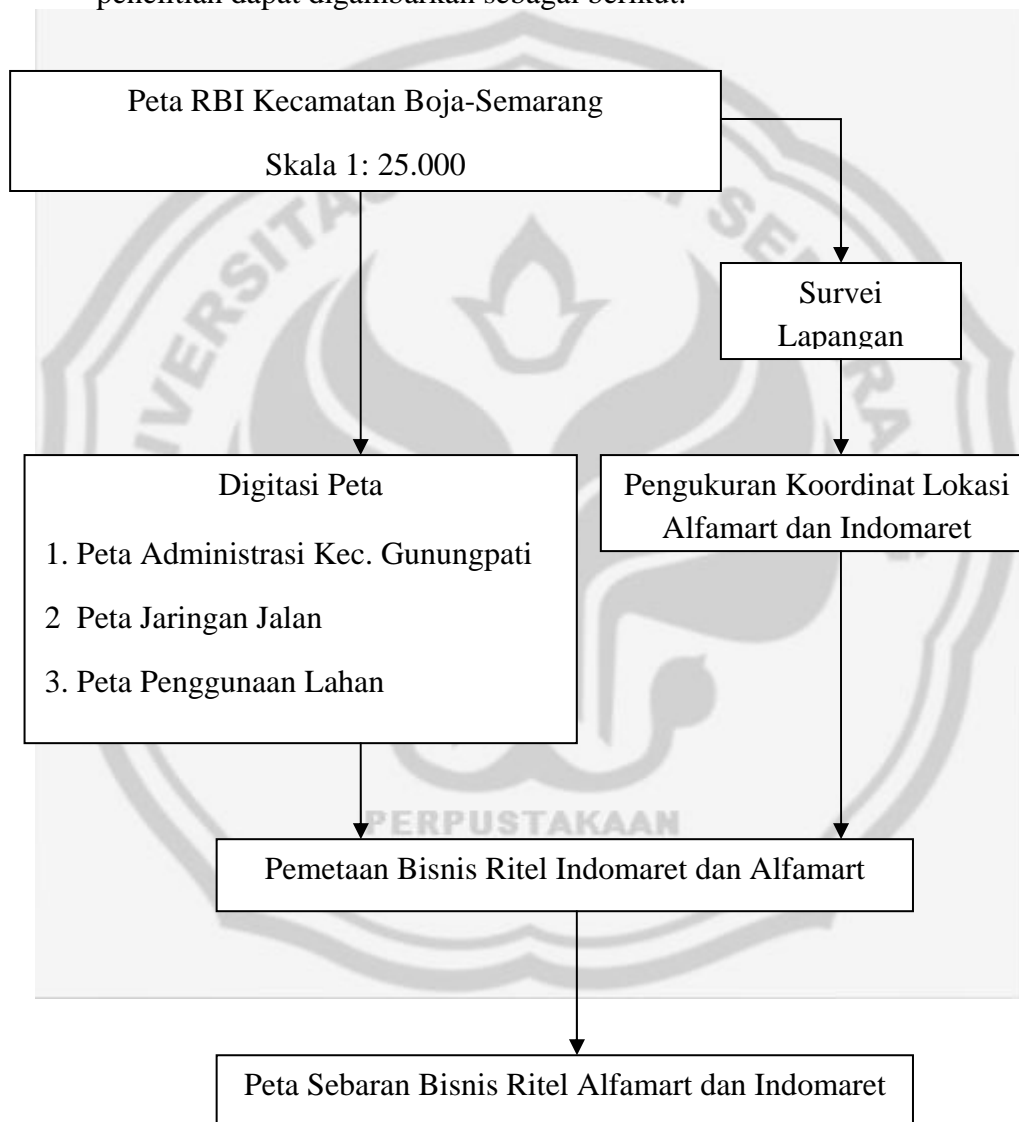 penelitian dapat digambarkan sebagai berikut:
Peta RBI Kecamatan Boja-Semarang
Skala 1: 25.000
Survei
Lapangan
Digitasi Peta
1. Peta Administrasi Kec. Gunungpati
2 Peta Jaringan Jalan
3. Peta Penggunaan Lahan
Pengukuran Koordinat Lokasi
Alfamart dan Indomaret
PERPUSTAKAAN
Pemetaan Bisnis Ritel Indomaret dan Alfamart
Peta Sebaran Bisnis Ritel Alfamart dan Indomaret